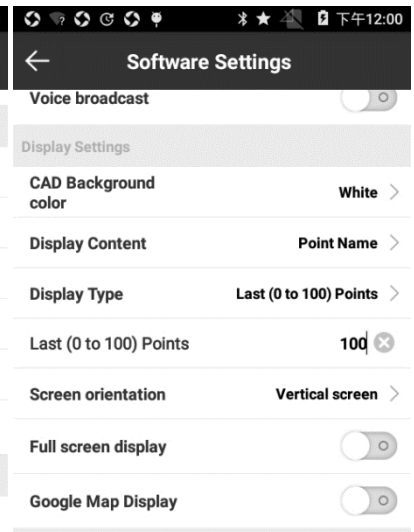 下午12:00
Software Settings
Voice broadcast
Display Settings
CAD Background
color
White
Display Content
Point Name
Display Type
Last (0 to 100) Points
Last (0 to 100) Points
100
Screen orientation
Vertical screen
Full screen display
Google Map Display